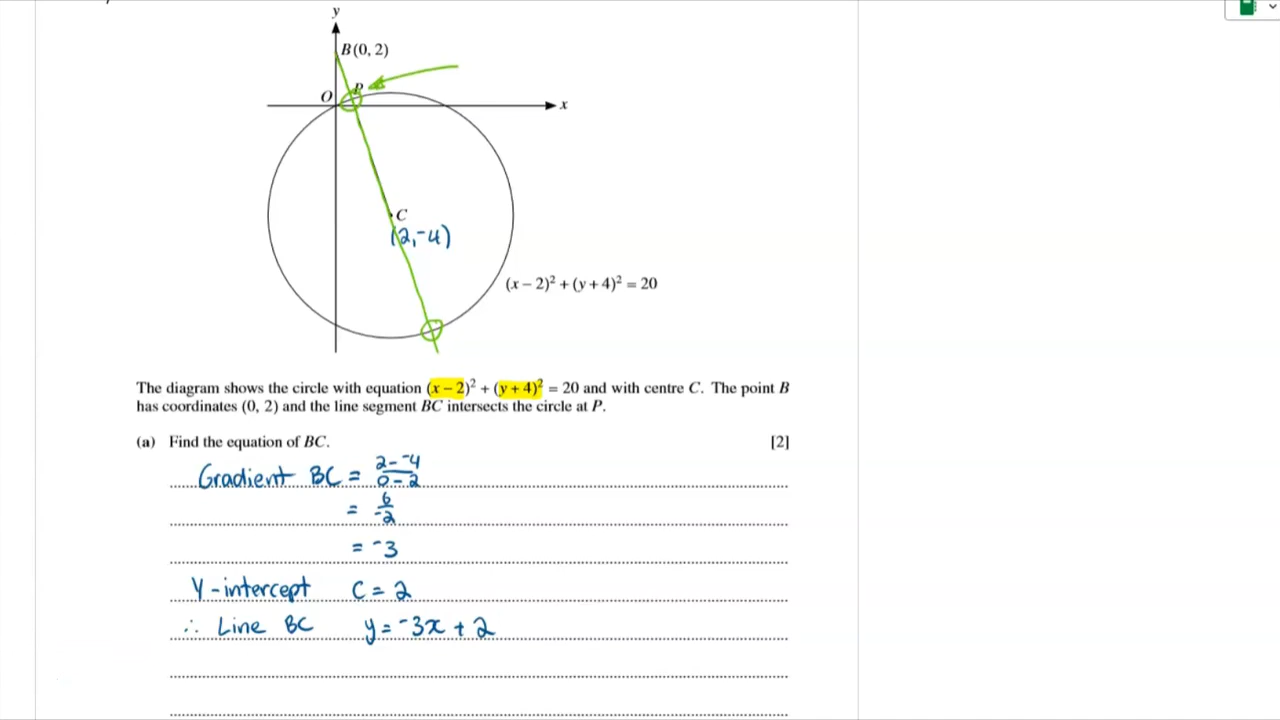 y
B(0, 2)
P
O
x
C
(2,⁻4)
(x − 2)² + (y + 4)² = 20
The diagram shows the circle with equation (x − 2)² + (y + 4)² = 20 and with centre C. The point B
has coordinates (0, 2) and the line segment BC intersects the circle at P.
(a) Find the equation of BC. [2]
Gradient BC = 2 − ⁻4 / 0 − 2
= 6 / ⁻2
= ⁻3
Y-intercept C = 2
∴ Line BC y = ⁻3x + 2